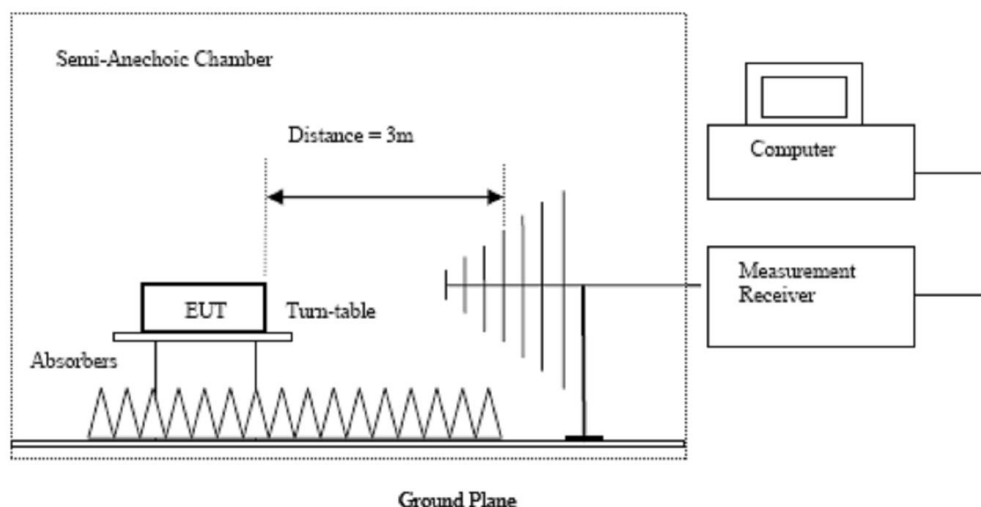 Semi-Anechoic Chamber
Distance = 3m
Computer
Measurement
Receiver
EUT
Turn-table
Absorbers
Ground Plane